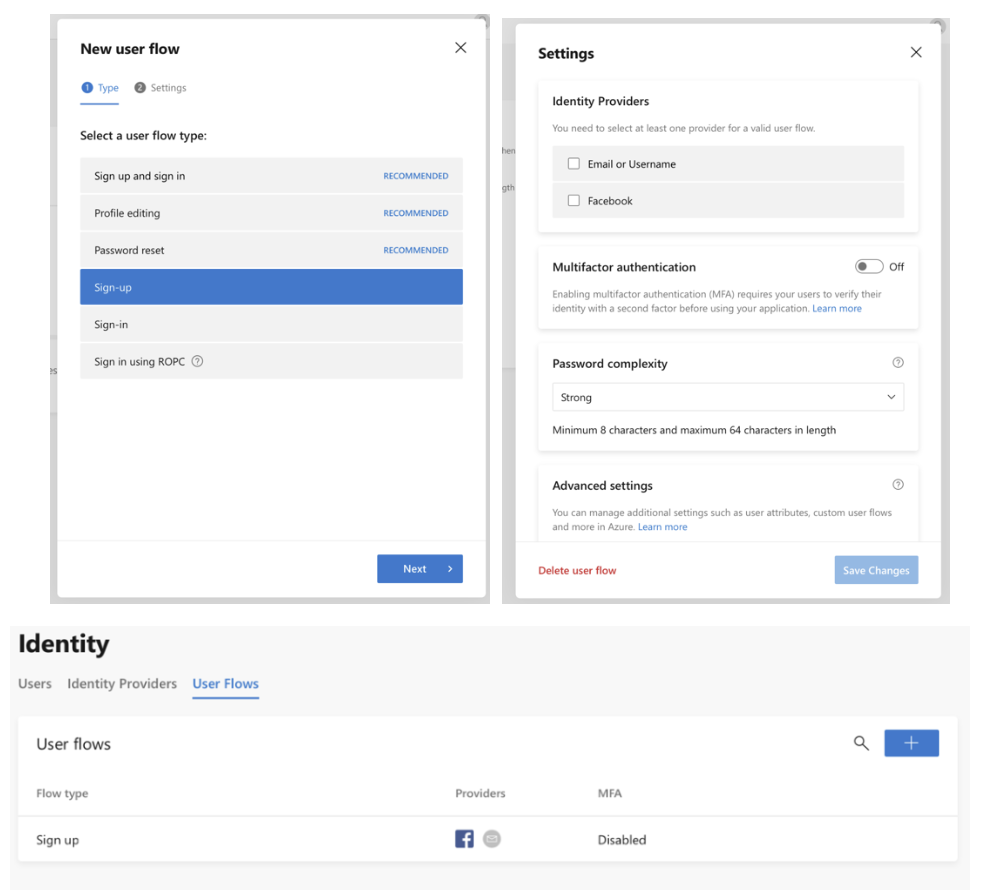 New user flow
1 Type 2 Settings
Select a user flow type:
Sign up and sign in RECOMMENDED
Profile editing RECOMMENDED
Password reset RECOMMENDED
Sign-up
Sign-in
Sign in using ROPC ?
Next
es
Settings
Identity Providers
You need to select at least one provider for a valid user flow.
Email or Username
Facebook
Multifactor authentication Off
Enabling multifactor authentication (MFA) requires your users to verify their
identity with a second factor before using your application. Learn more
Password complexity ?
Strong
Minimum 8 characters and maximum 64 characters in length
Advanced settings ?
You can manage additional settings such as user attributes, custom user flows
and more in Azure. Learn more
Delete user flow Save Changes
hen
gth
Identity
Users Identity Providers User Flows
User flows
Flow type Providers MFA
Sign up f Disabled